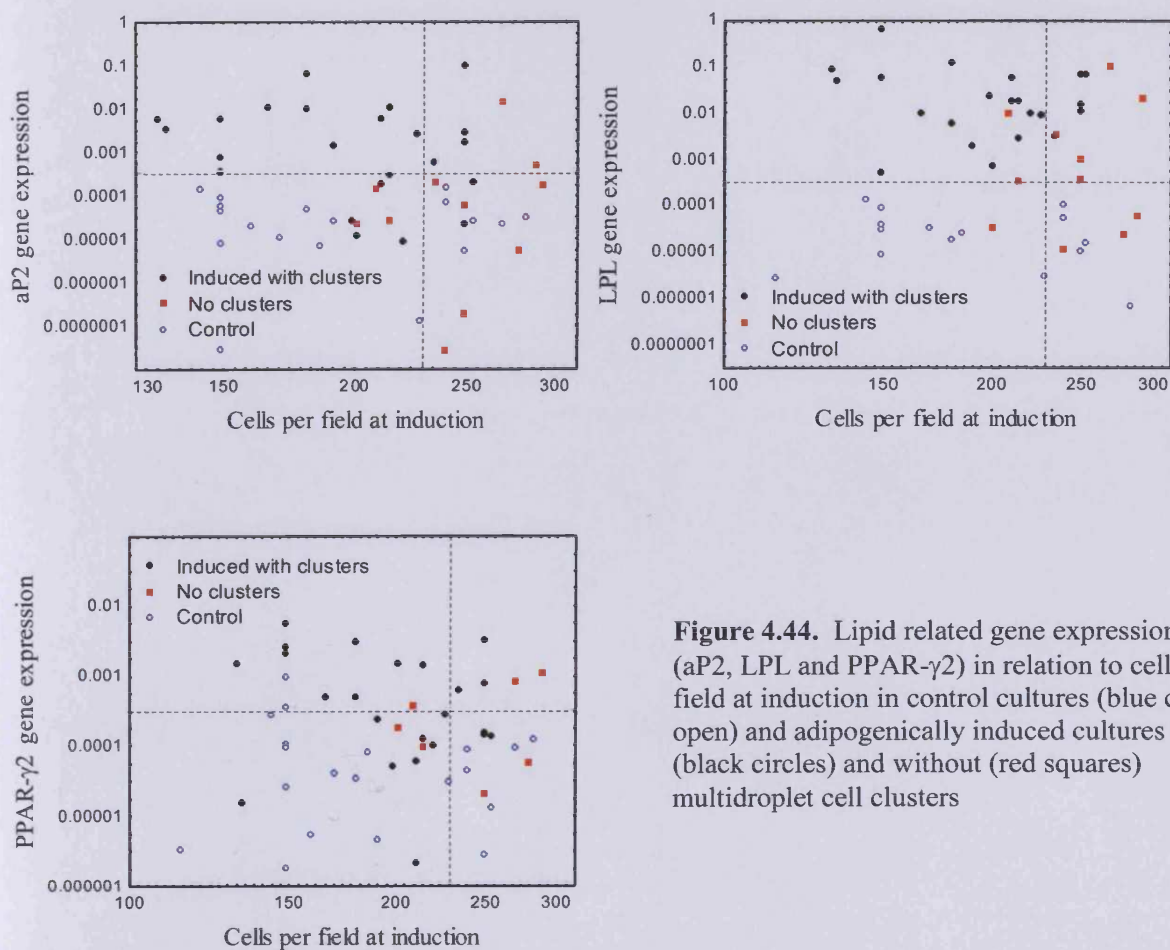 1
0.1
0.01
0.001
0.0001
0.00001
0.000001
0.0000001
aP2 gene expression
Induced with clusters
No clusters
Control
130 150 200 250 300
Cells per field at induction
1
0.1
0.01
0.001
0.0001
0.00001
0.000001
0.0000001
LPL gene expression
Induced with clusters
No clusters
Control
100 150 200 250 300
Cells per field at induction
0.01
0.001
0.0001
0.00001
0.000001
PPAR-γ2 gene expression
Induced with clusters
No clusters
Control
100 150 200 250 300
Cells per field at induction
Figure 4.44. Lipid related gene expression
(aP2, LPL and PPAR-γ2) in relation to cell
field at induction in control cultures (blue
open) and adipogenically induced cultures
(black circles) and without (red squares)
multidroplet cell clusters